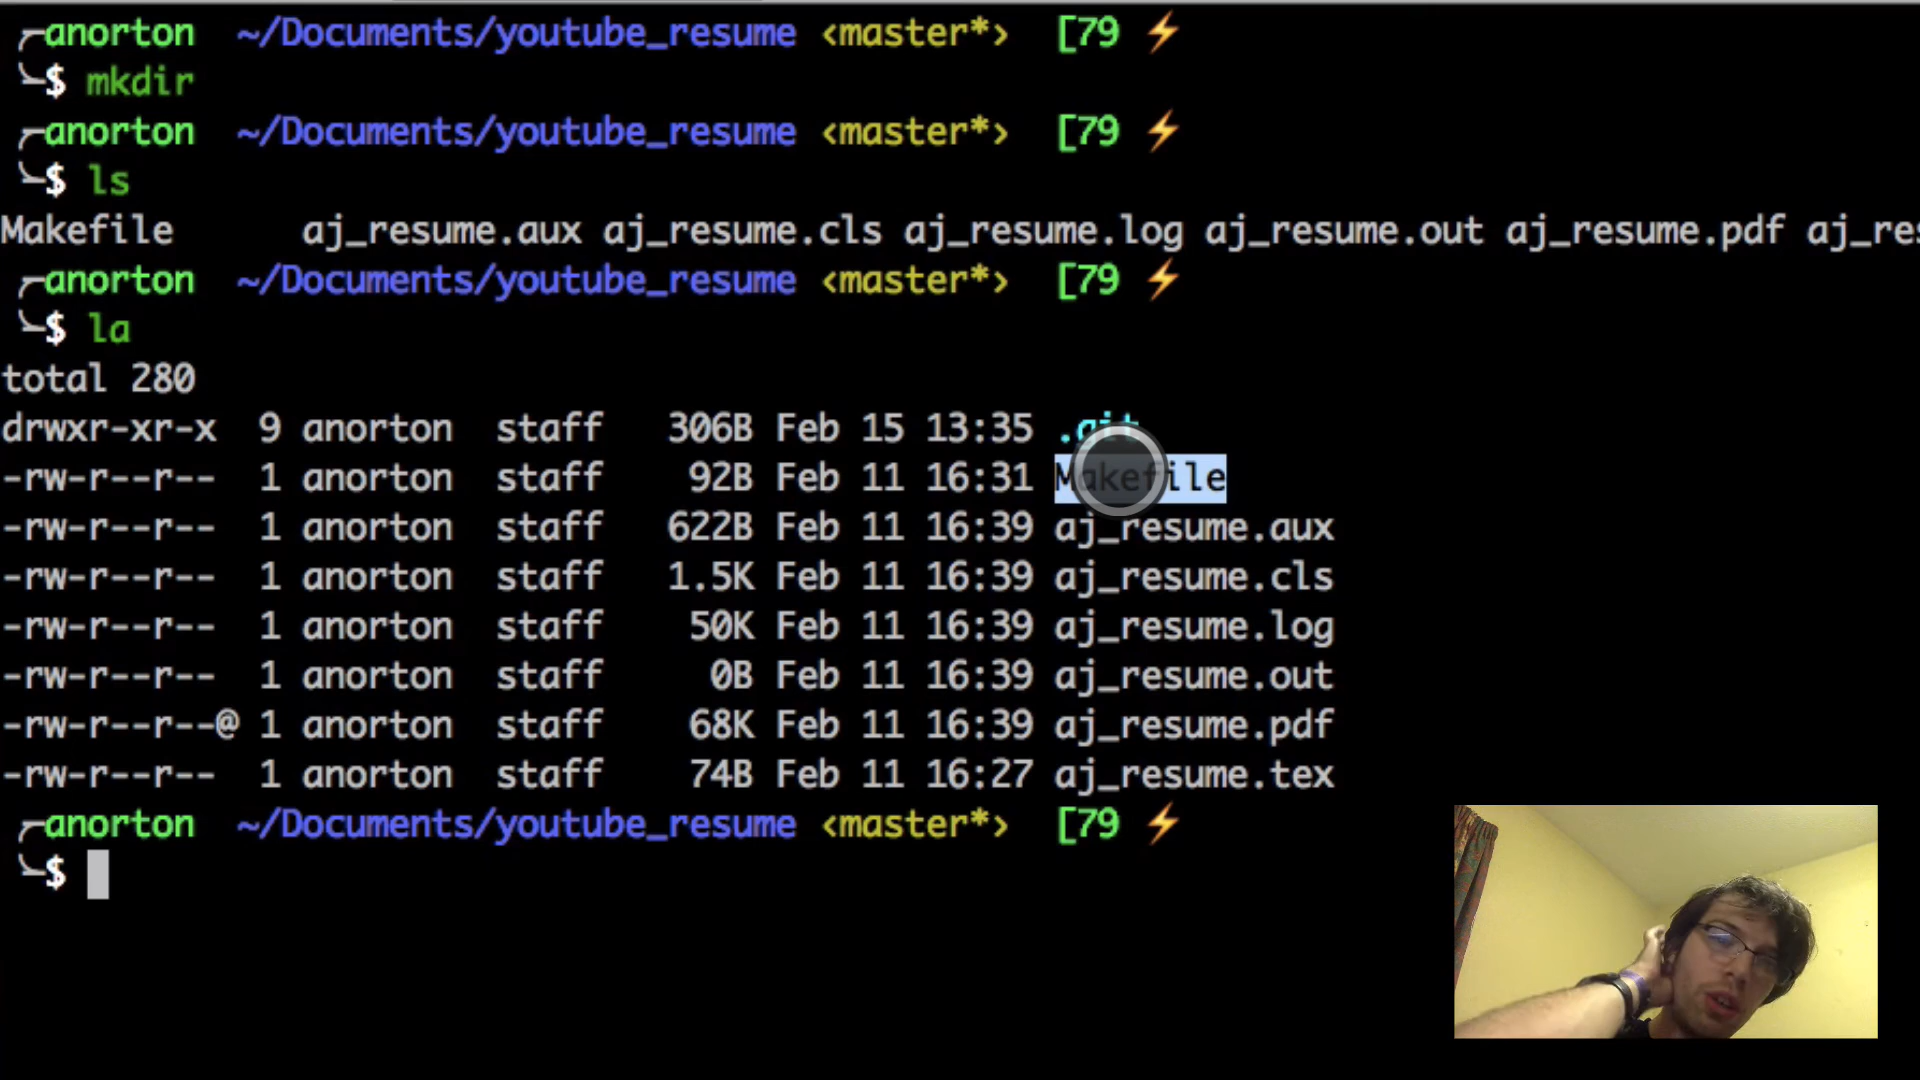 anorton ~/Documents/youtube_resume <master*> [79 ⚡
$ mkdir
anorton ~/Documents/youtube_resume <master*> [79 ⚡
$ ls
Makefile aj_resume.aux aj_resume.cls aj_resume.log aj_resume.out aj_resume.pdf aj_res
anorton ~/Documents/youtube_resume <master*> [79 ⚡
$ la
total 280
drwxr-xr-x 9 anorton staff 306B Feb 15 13:35 .git
-rw-r--r-- 1 anorton staff 92B Feb 11 16:31 Makefile
-rw-r--r-- 1 anorton staff 622B Feb 11 16:39 aj_resume.aux
-rw-r--r-- 1 anorton staff 1.5K Feb 11 16:39 aj_resume.cls
-rw-r--r-- 1 anorton staff 50K Feb 11 16:39 aj_resume.log
-rw-r--r-- 1 anorton staff 0B Feb 11 16:39 aj_resume.out
-rw-r--r--@ 1 anorton staff 68K Feb 11 16:39 aj_resume.pdf
-rw-r--r-- 1 anorton staff 74B Feb 11 16:27 aj_resume.tex
anorton ~/Documents/youtube_resume <master*> [79 ⚡
$